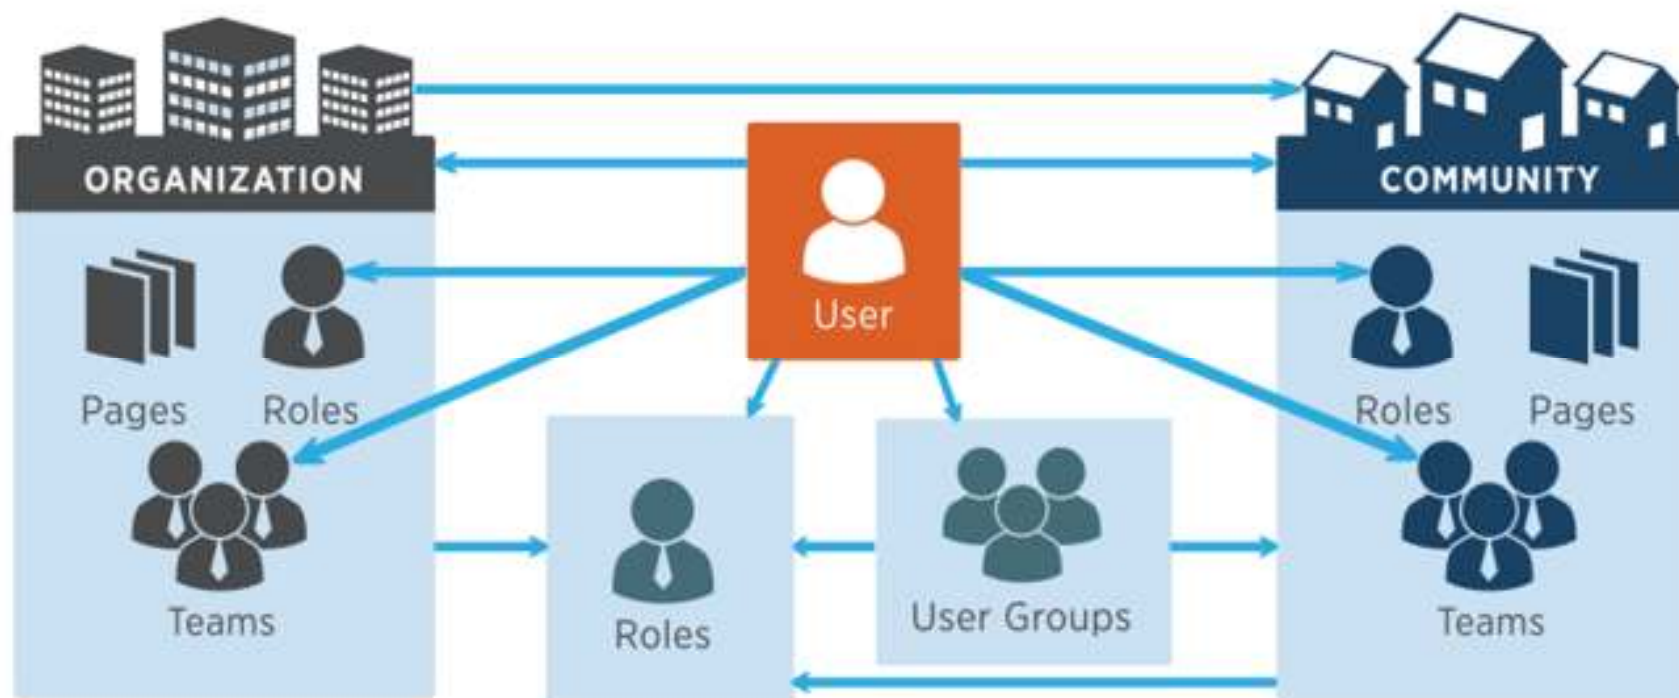 ORGANIZATION
COMMUNITY
User
Pages
Roles
Roles
Pages
Teams
Roles
User Groups
Teams